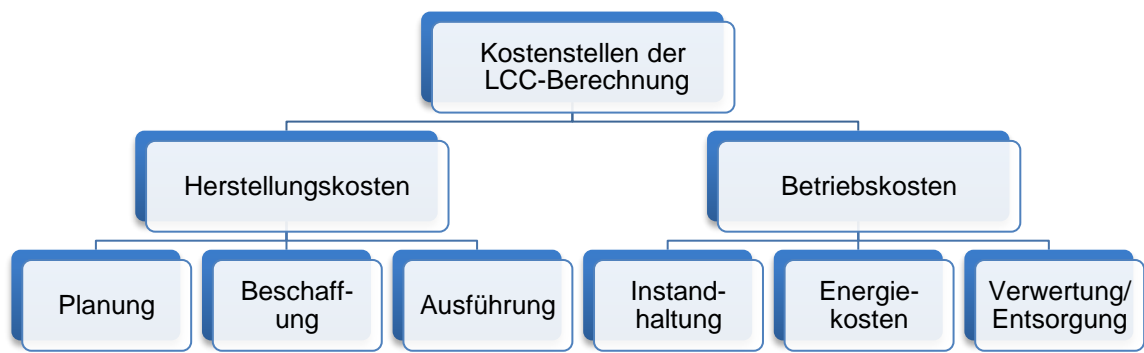 Kostenstellen der
LCC-Berechnung
Herstellungskosten
Betriebskosten
Planung
Beschaff-
ung
Ausführung
Instand-
haltung
Energie-
kosten
Verwertung/
Entsorgung